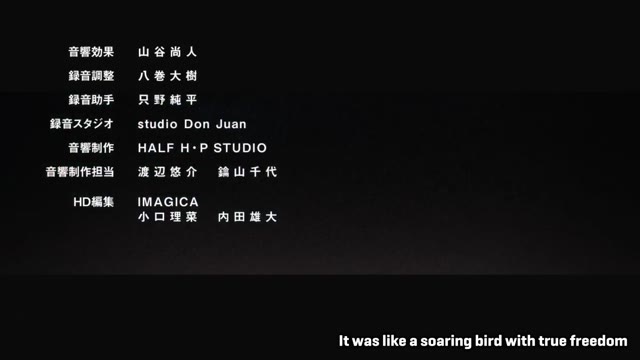 音響効果 山谷尚人
録音調整 八巻大樹
録音助手 只野純平
録音スタジオ studio Don Juan
音響制作 HALF H・P STUDIO
音響制作担当 渡辺悠介 鑰山千代
HD編集 IMAGICA
小口理菜 内田雄大
It was like a soaring bird with true freedom